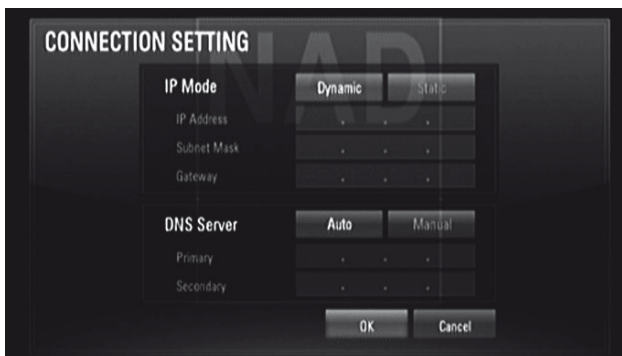 CONNECTION SETTING
NAD
IP Mode Dynamic Static
IP Address . . .
Subnet Mask . . .
Gateway . . .
DNS Server Auto Manual
Primary . . .
Secondary . . .
OK Cancel